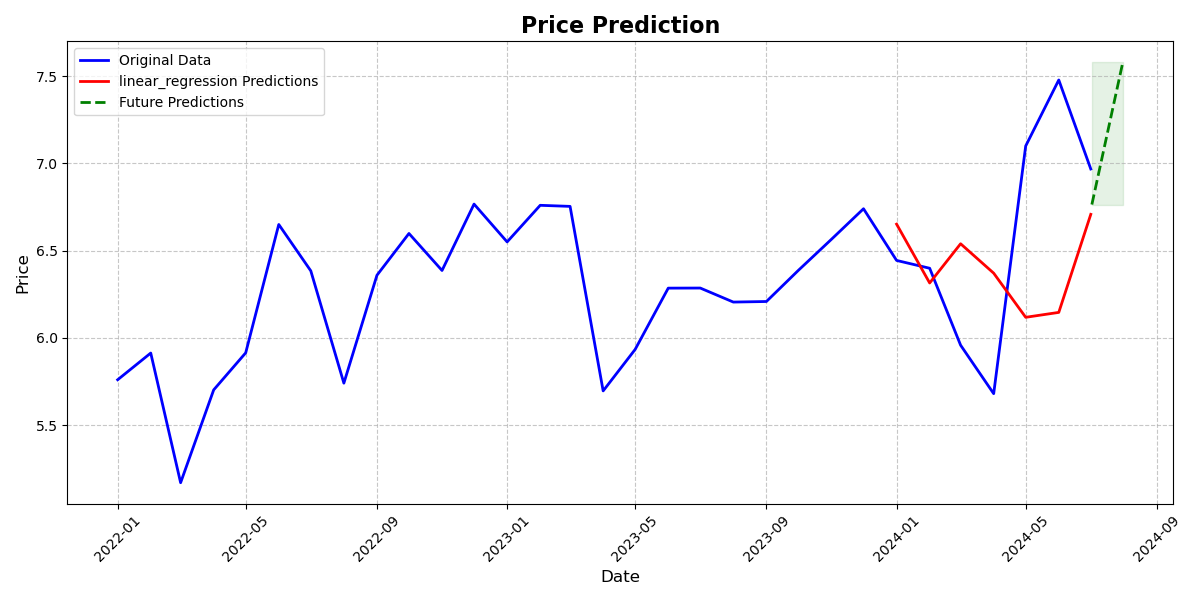 Price Prediction
Original Data
linear_regression Predictions
Future Predictions
Price
7.5
7.0
6.5
6.0
5.5
2022-01
2022-05
2022-09
2023-01
2023-05
2023-09
2024-01
2024-05
2024-09
Date